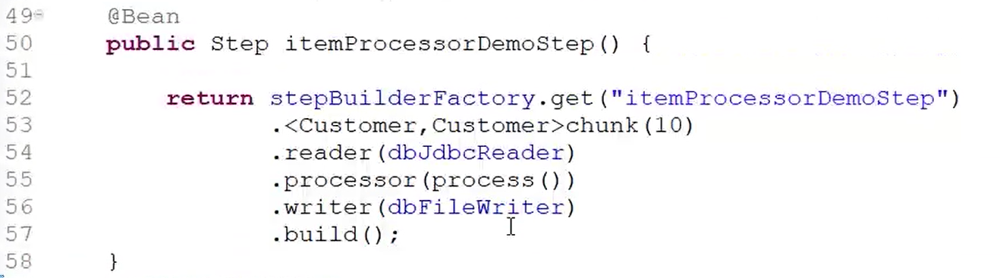 49 @Bean
50 public Step itemProcessorDemoStep() {
51
52 return stepBuilderFactory.get("itemProcessorDemoStep")
53 .<Customer,Customer>chunk(10)
54 .reader(dbJdbcReader)
55 .processor(process())
56 .writer(dbFileWriter)
57 .build();
58 }